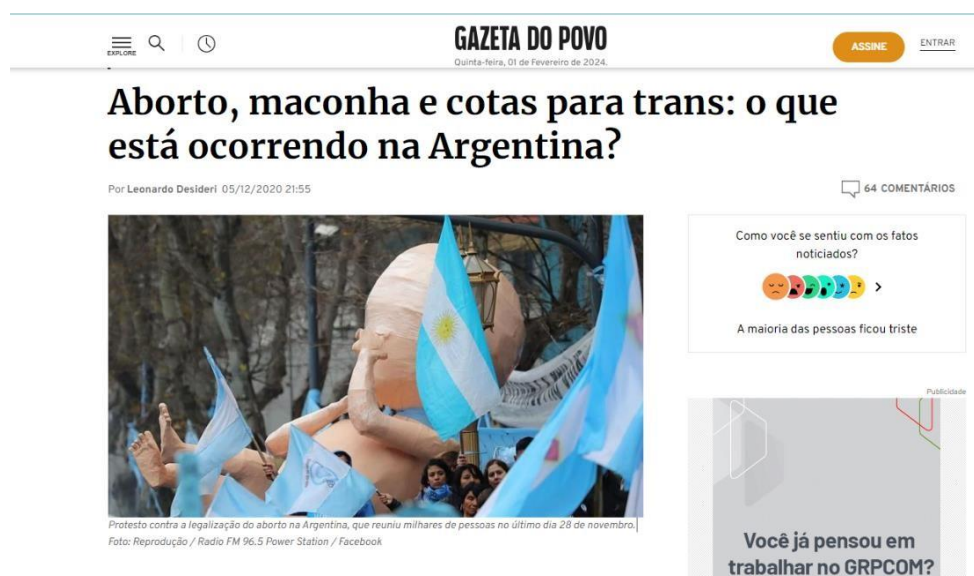 EXPLORE
GAZETA DO POVO
Quinta-feira, 01 de Fevereiro de 2024.
ASSINE
ENTRAR
Aborto, maconha e cotas para trans: o que
está ocorrendo na Argentina?
Por Leonardo Desideri 05/12/2020 21:55
64 COMENTÁRIOS
Protesto contra a legalização do aborto na Argentina, que reuniu milhares de pessoas no último dia 28 de novembro.
Foto: Reprodução / Radio FM 96.5 Power Station / Facebook
Como você se sentiu com os fatos
noticiados?
A maioria das pessoas ficou triste
Publicidade
Você já pensou em
trabalhar no GRPCOM?